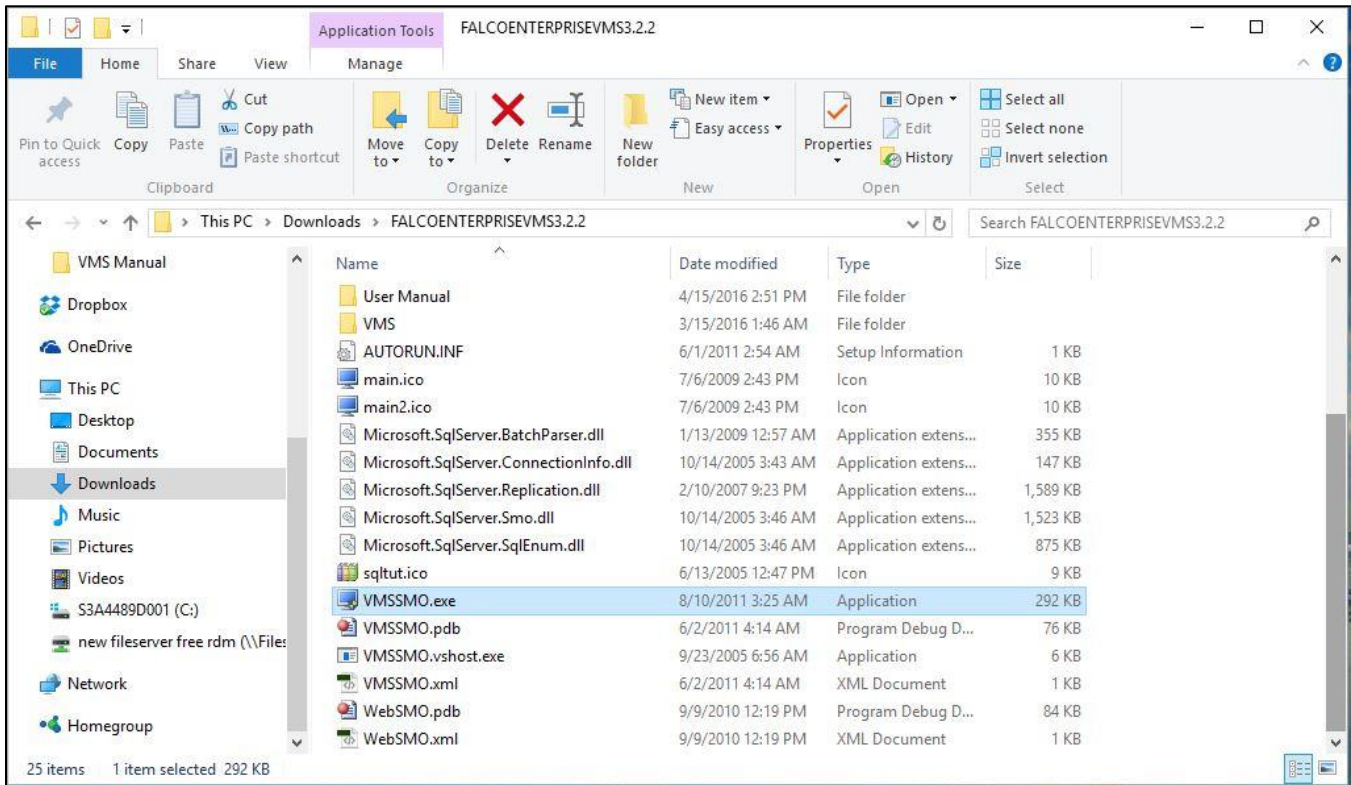 Application Tools FALCOENTERPRISEVMS3.2.2
File Home Share View Manage
Pin to Quick access
Copy
Paste
Cut
Copy path
Paste shortcut
Clipboard
Move to
Copy to
Delete
Rename
Organize
New folder
New item
Easy access
New
Properties
Open
Edit
History
Open
Select all
Select none
Invert selection
Select
This PC > Downloads > FALCOENTERPRISEVMS3.2.2
Search FALCOENTERPRISEVMS3.2.2
VMS Manual
Dropbox
OneDrive
This PC
Desktop
Documents
Downloads
Music
Pictures
Videos
S3A4489D001 (C:)
new fileserver free rdm (\\Files
Network
Homegroup
Name Date modified Type Size
User Manual 4/15/2016 2:51 PM File folder
VMS 3/15/2016 1:46 AM File folder
AUTORUN.INF 6/1/2011 2:54 AM Setup Information 1 KB
main.ico 7/6/2009 2:43 PM Icon 10 KB
main2.ico 7/6/2009 2:43 PM Icon 10 KB
Microsoft.SqlServer.BatchParser.dll 1/13/2009 12:57 AM Application extens... 355 KB
Microsoft.SqlServer.ConnectionInfo.dll 10/14/2005 3:43 AM Application extens... 147 KB
Microsoft.SqlServer.Replication.dll 2/10/2007 9:23 PM Application extens... 1,589 KB
Microsoft.SqlServer.Smo.dll 10/14/2005 3:46 AM Application extens... 1,523 KB
Microsoft.SqlServer.SqlEnum.dll 10/14/2005 3:46 AM Application extens... 875 KB
sqltut.ico 6/13/2005 12:47 PM Icon 9 KB
VMSSMO.exe 8/10/2011 3:25 AM Application 292 KB
VMSSMO.pdb 6/2/2011 4:14 AM Program Debug D... 76 KB
VMSSMO.vshost.exe 9/23/2005 6:56 AM Application 6 KB
VMSSMO.xml 6/2/2011 4:14 AM XML Document 1 KB
WebSMO.pdb 9/9/2010 12:19 PM Program Debug D... 84 KB
WebSMO.xml 9/9/2010 12:19 PM XML Document 1 KB
25 items 1 item selected 292 KB